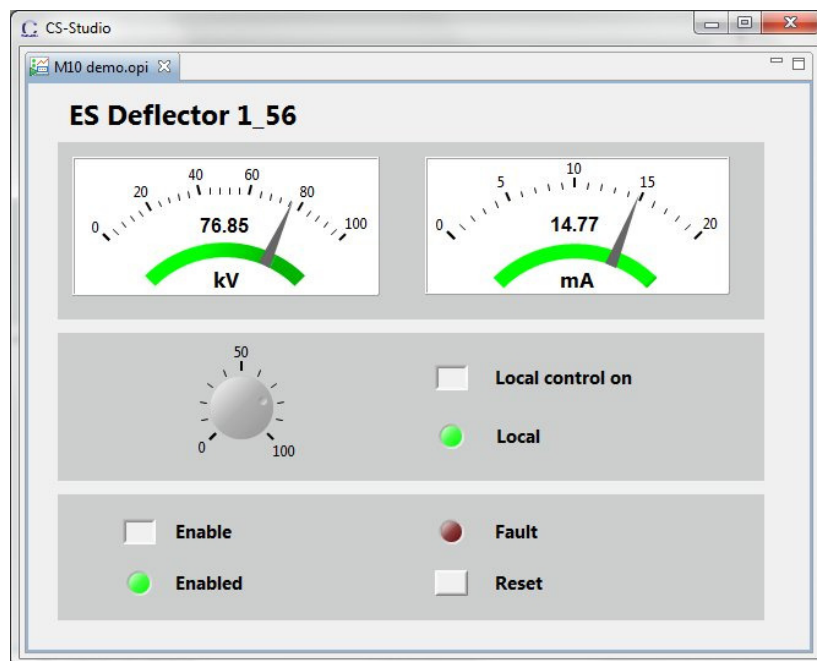 CS-Studio
M10 demo.opi
ES Deflector 1_56
0 20 40 60 80 100
76.85
kV
0 5 10 15 20
14.77
mA
0 50 100
Local control on
Local
Enable
Fault
Enabled
Reset